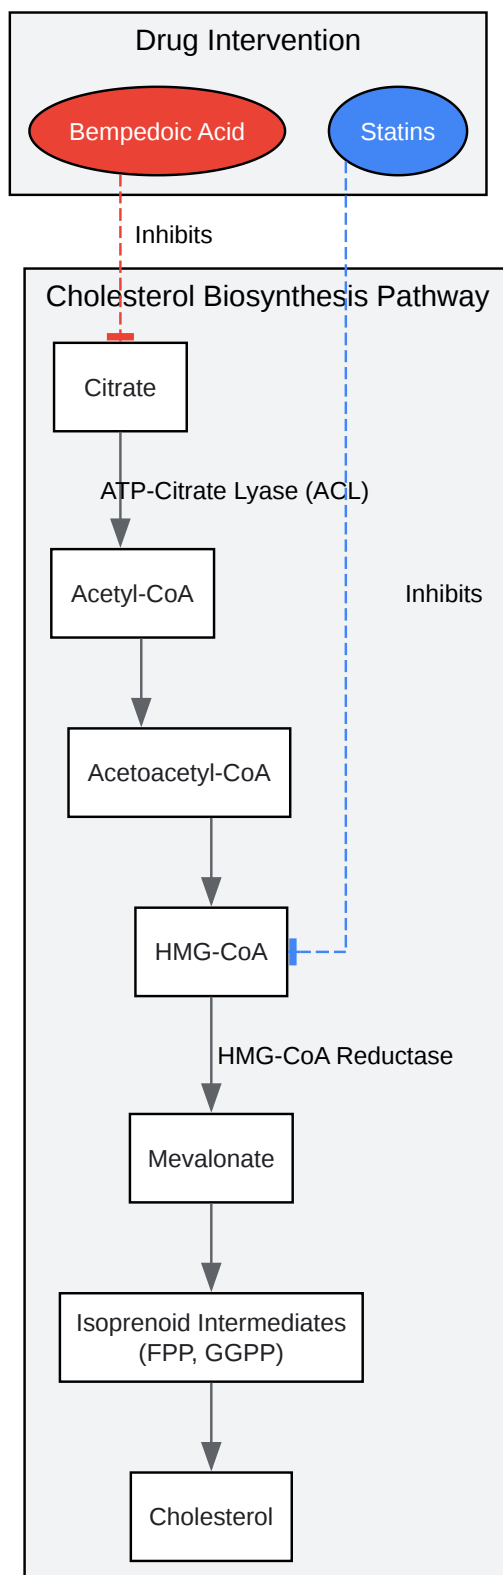 Drug Intervention
Bempedoic Acid
Statins
Inhibits
Cholesterol Biosynthesis Pathway
Citrate
ATP-Citrate Lyase (ACL)
Acetyl-CoA
Inhibits
Acetoacetyl-CoA
HMG-CoA
HMG-CoA Reductase
Mevalonate
Isoprenoid Intermediates
(FPP, GGPP)
Cholesterol